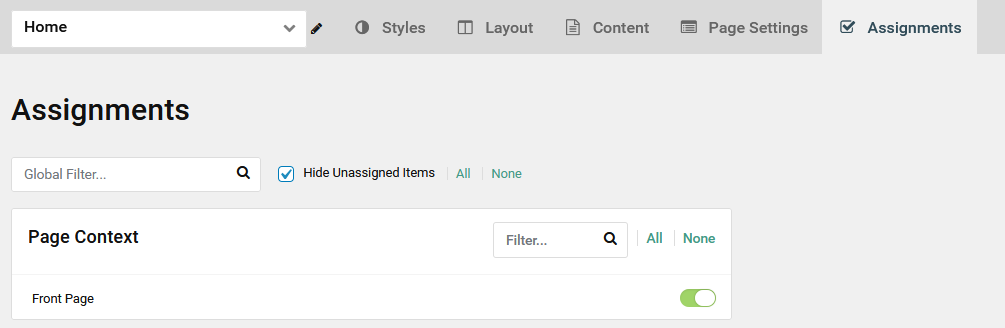 Home Styles Layout Content Page Settings Assignments
Assignments
Global Filter... Hide Unassigned Items All None
Page Context Filter... All None
Front Page